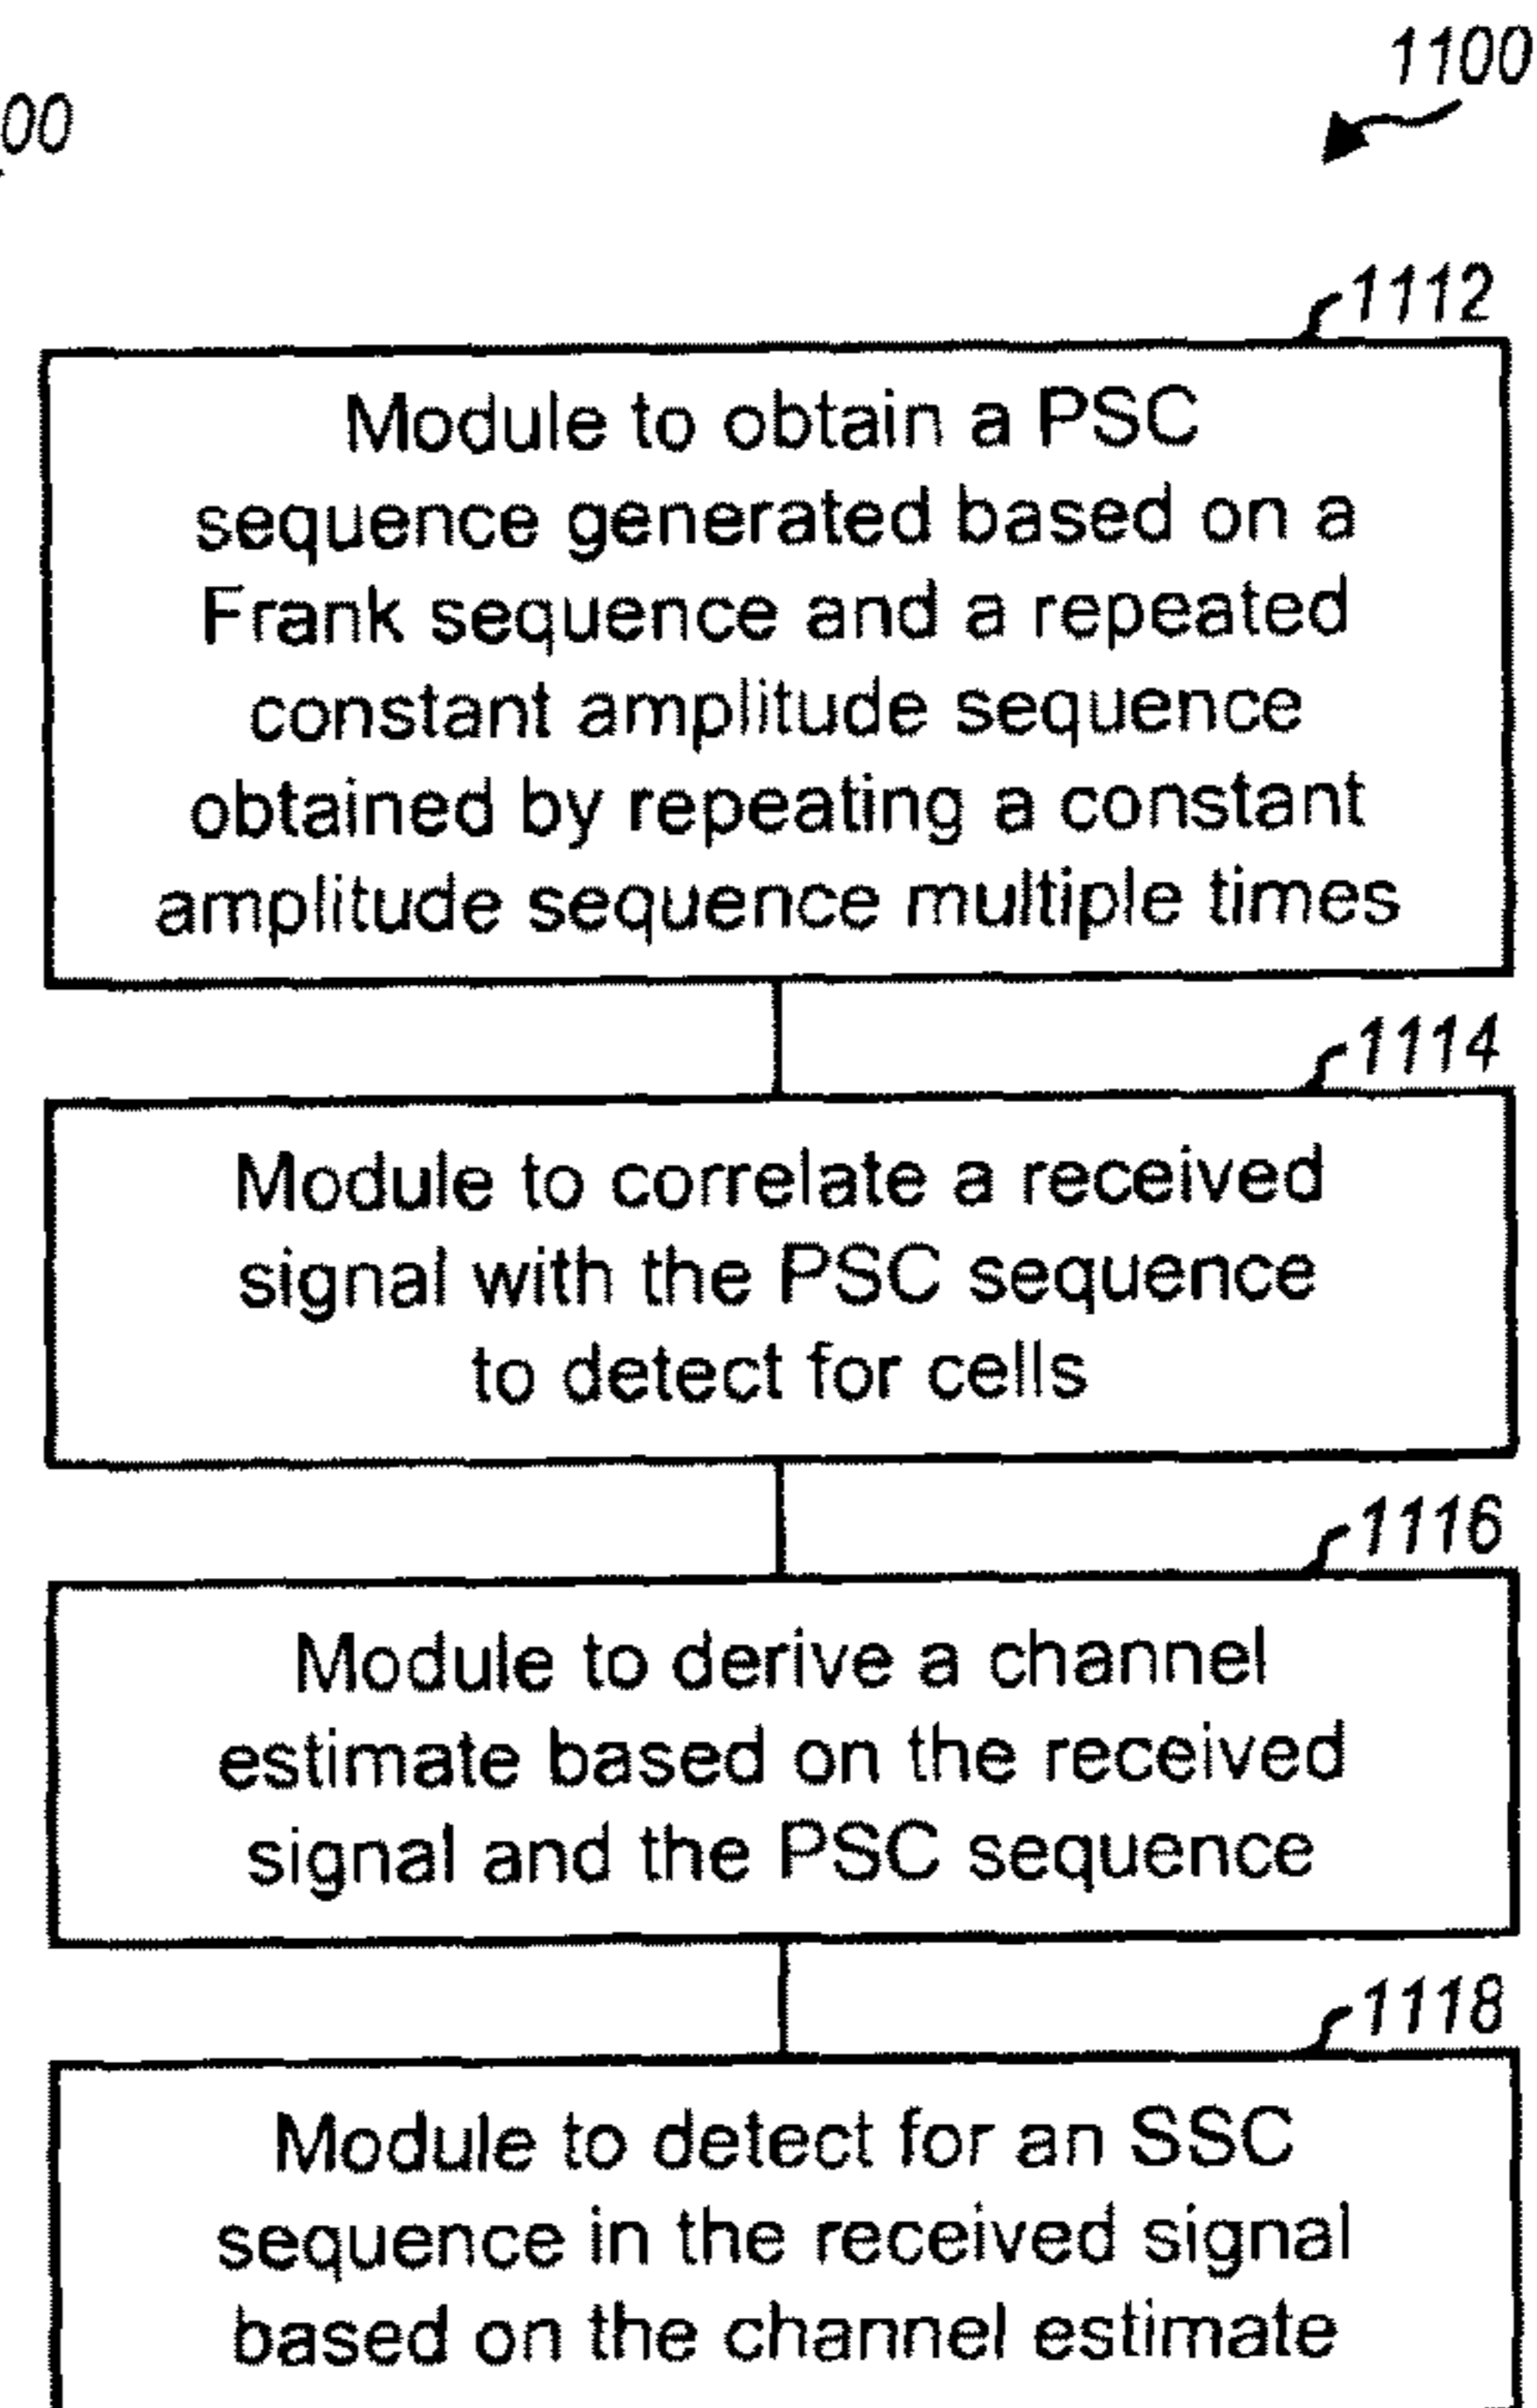 1100
00
1112
Module to obtain a PSC
sequence generated based on a
Frank sequence and a repeated
constant amplitude sequence
obtained by repeating a constant
amplitude sequence multiple times
1114
Module to correlate a received
signal with the PSC sequence
to detect for cells
1116
Module to derive a channel
estimate based on the received
signal and the PSC sequence
1118
Module to detect for an SSC
sequence in the received signal
based on the channel estimate